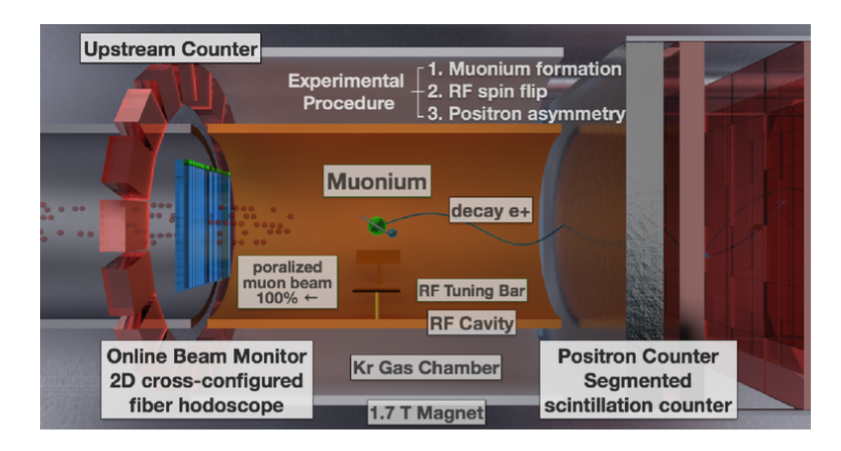 Upstream Counter
Experimental
Procedure
1. Muonium formation
2. RF spin flip
3. Positron asymmetry
Muonium
decay e+
poralized
muon beam
100% ←
RF Tuning Bar
RF Cavity
Online Beam Monitor
2D cross-configured
fiber hodoscope
Kr Gas Chamber
1.7 T Magnet
Positron Counter
Segmented
scintillation counter